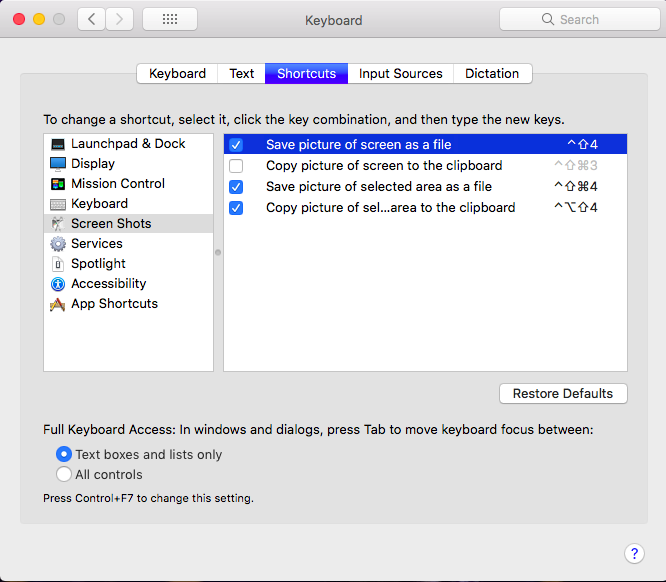 Keyboard
Search
Keyboard Text Shortcuts Input Sources Dictation
To change a shortcut, select it, click the key combination, and then type the new keys.
Launchpad & Dock
Display
Mission Control
Keyboard
Screen Shots
Services
Spotlight
Accessibility
App Shortcuts
Save picture of screen as a file ^⇧4
Copy picture of screen to the clipboard ^⇧⌘3
Save picture of selected area as a file ^⇧⌘4
Copy picture of sel...area to the clipboard ^⌥⇧4
Restore Defaults
Full Keyboard Access: In windows and dialogs, press Tab to move keyboard focus between:
Text boxes and lists only
All controls
Press Control+F7 to change this setting.
?